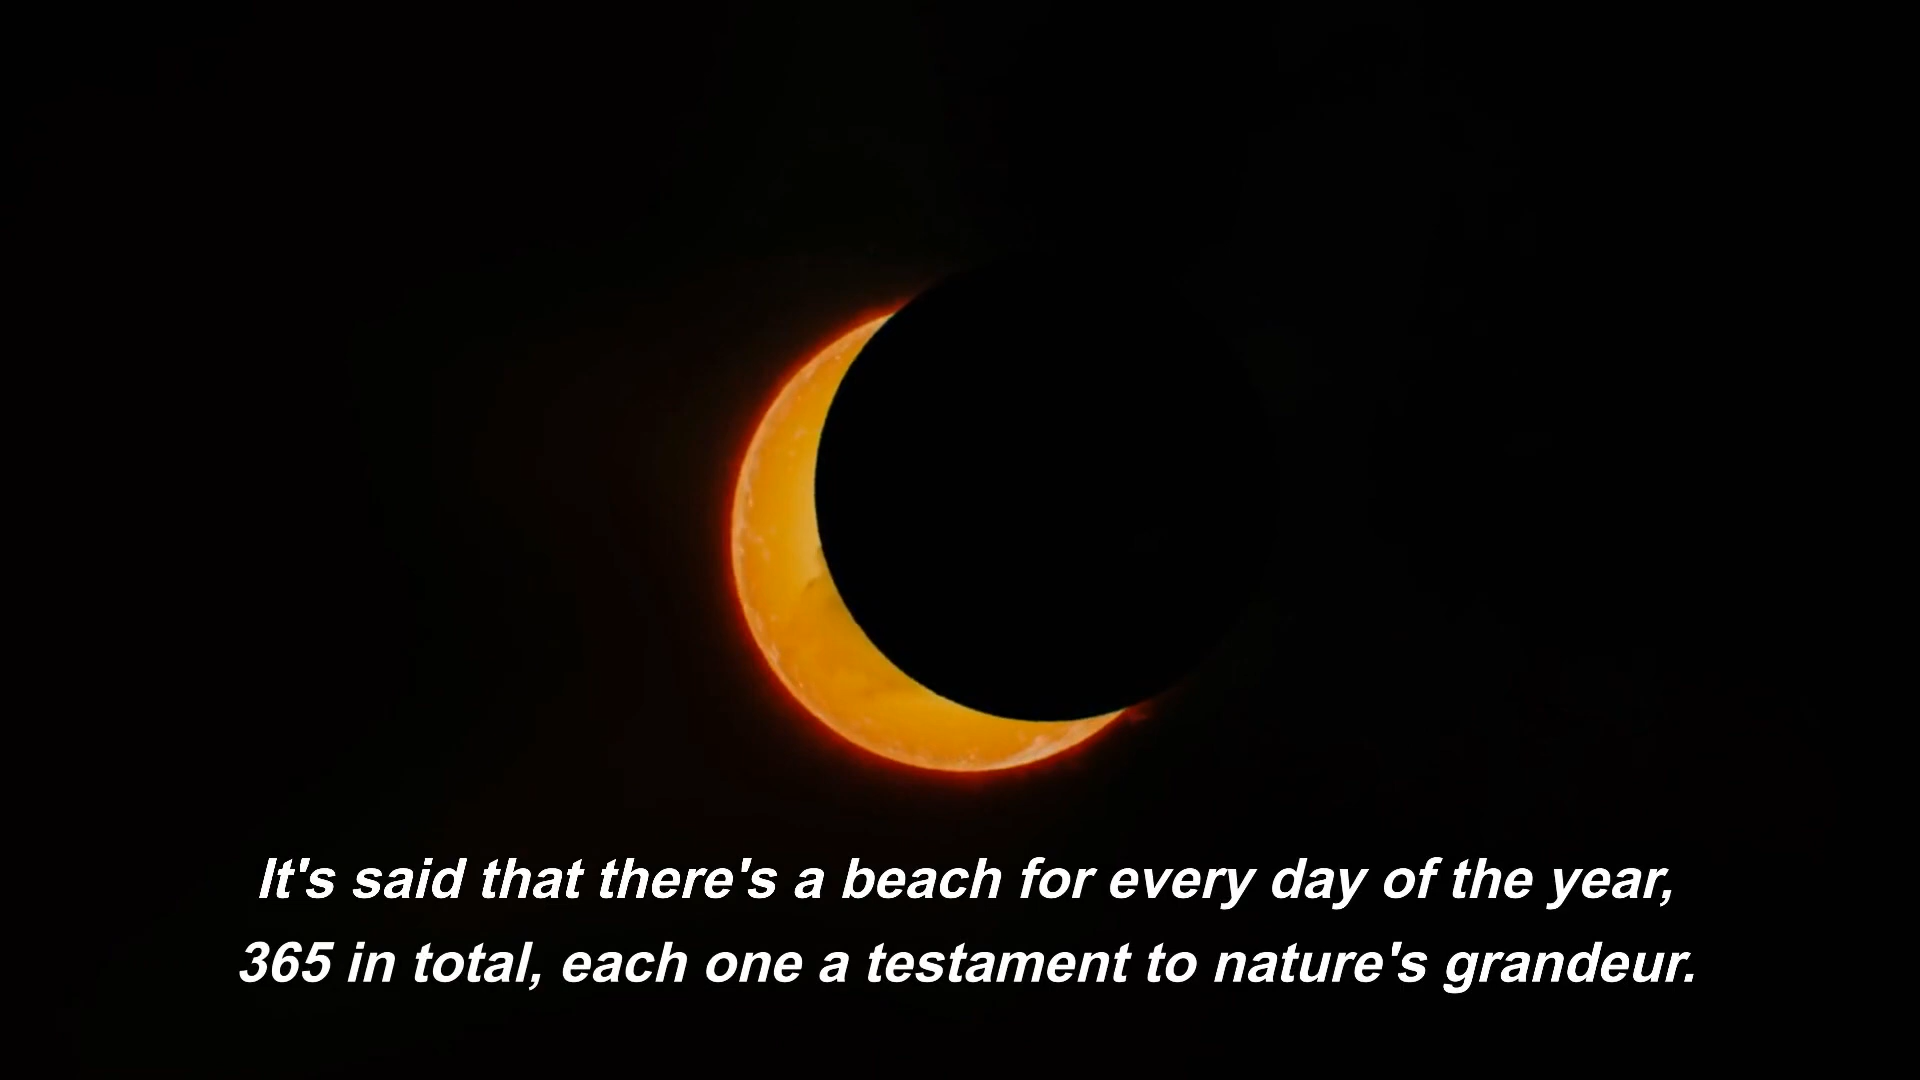 It's said that there's a beach for every day of the year,
365 in total, each one a testament to nature's grandeur.